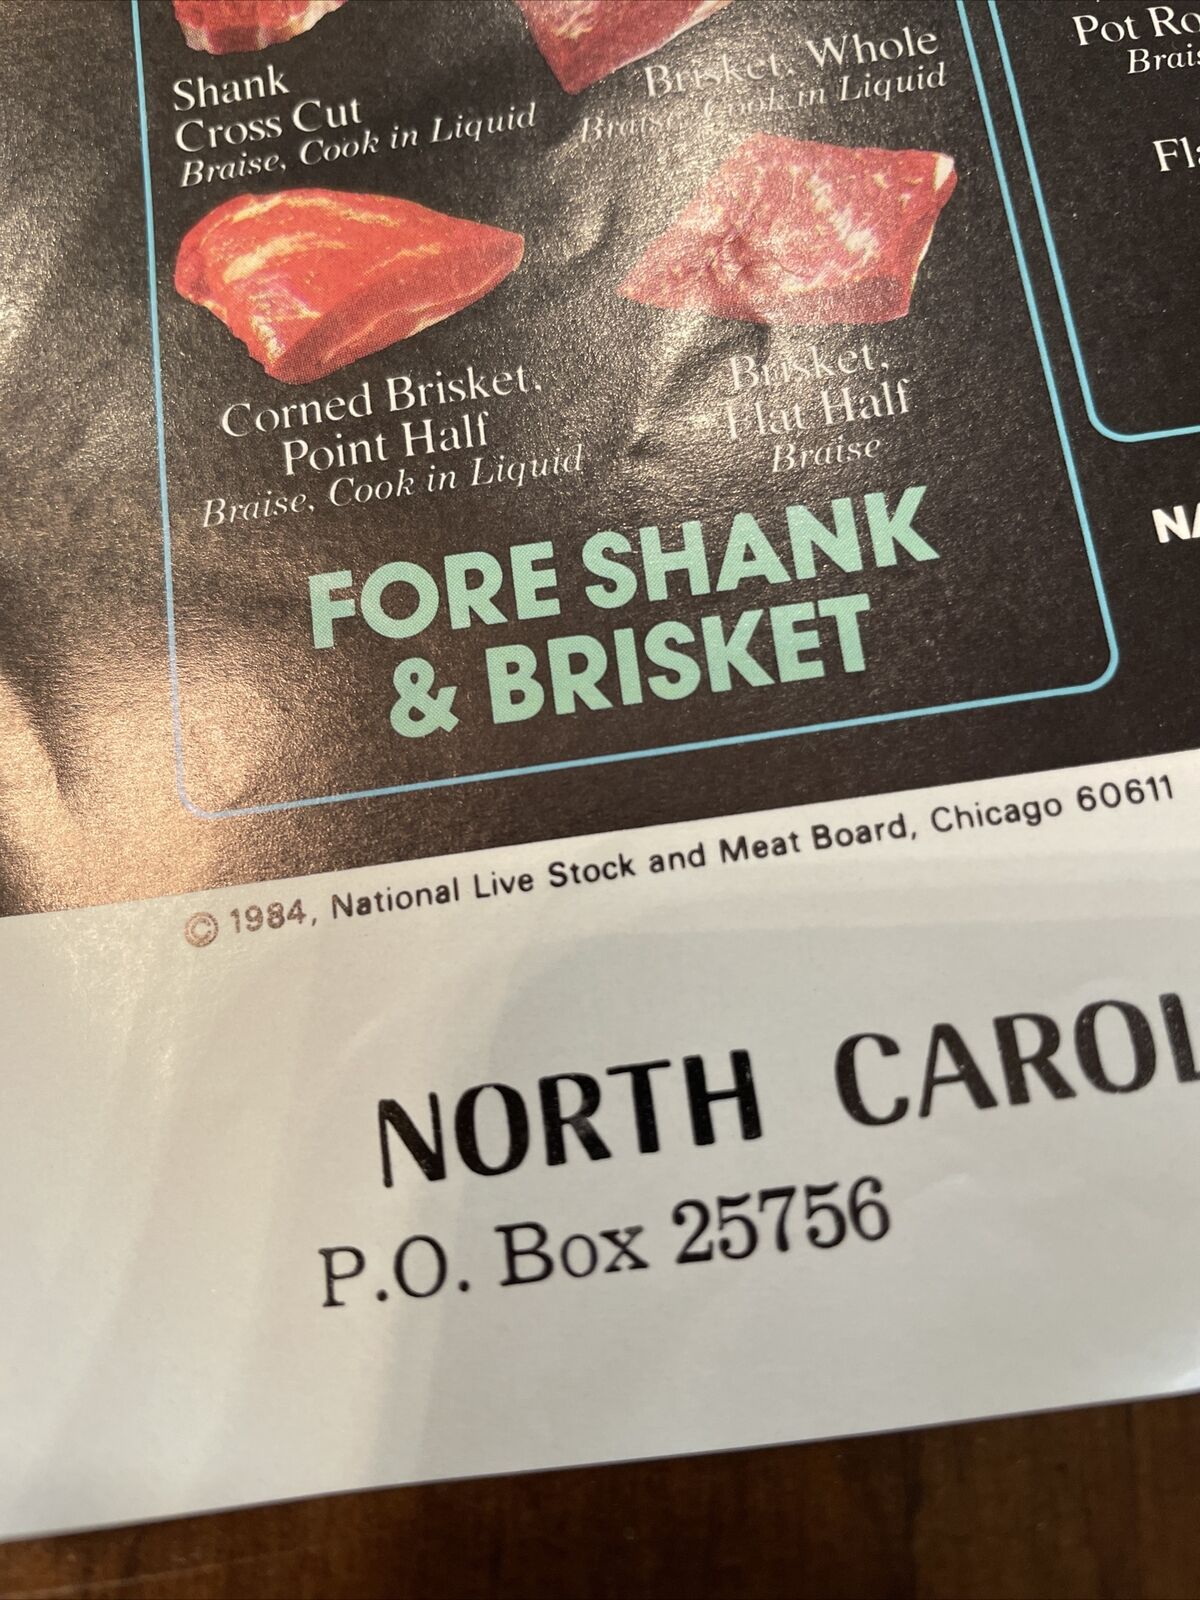 Shank
Cross Cut
Braise, Cook in Liquid
Brisket, Whole
Braise, Cook in Liquid
Pot
Corned Brisket,
Point Half
Braise, Cook in Liquid
Brisket,
Flat Half
Braise
FORE SHANK
& BRISKET
© 1984, National Live Stock and Meat Board, Chicago 60611
NORTH
P.O. Box 25756